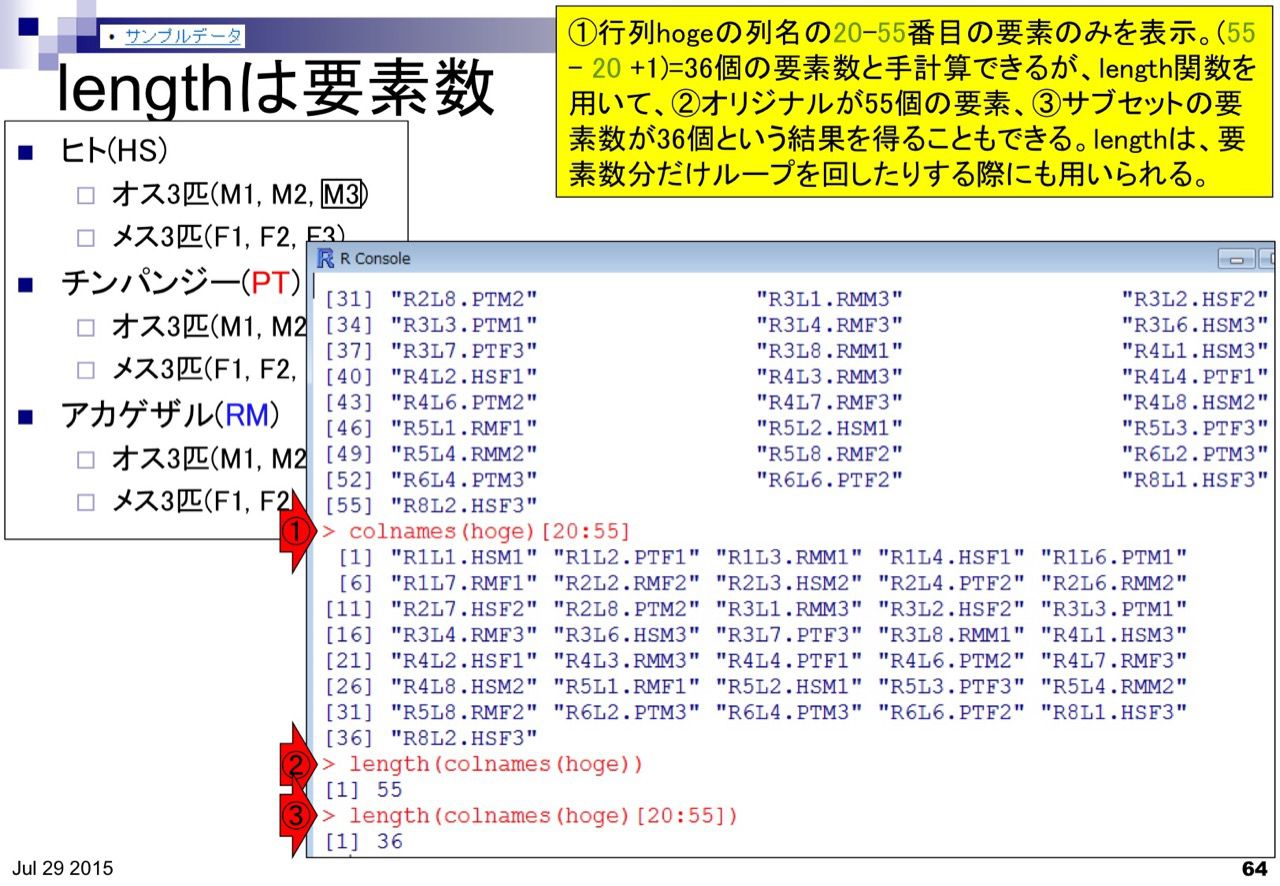 • サンプルデータ
lengthは要素数
①行列hogeの列名の20-55番目の要素のみを表示。(55
- 20 +1)=36個の要素数と手計算できるが、length関数を
用いて、②オリジナルが55個の要素、③サブセットの要
素数が36個という結果を得ることもできる。lengthは、要
素数分だけループを回したりする際にも用いられる。
■ ヒト(HS)
□ オス3匹(M1, M2, M3)
□ メス3匹(F1, F2, F3)
■ チンパンジー(PT)
□ オス3匹(M1, M2
□ メス3匹(F1, F2,
■ アカゲザル(RM)
□ オス3匹(M1, M2
□ メス3匹(F1, F2
R Console
[31] "R2L8.PTM2" "R3L1.RMM3" "R3L2.HSF2"
[34] "R3L3.PTM1" "R3L4.RMF3" "R3L6.HSM3"
[37] "R3L7.PTF3" "R3L8.RMM1" "R4L1.HSM3"
[40] "R4L2.HSF1" "R4L3.RMM3" "R4L4.PTF1"
[43] "R4L6.PTM2" "R4L7.RMF3" "R4L8.HSM2"
[46] "R5L1.RMF1" "R5L2.HSM1" "R5L3.PTF3"
[49] "R5L4.RMM2" "R5L8.RMF2" "R6L2.PTM3"
[52] "R6L4.PTM3" "R6L6.PTF2" "R8L1.HSF3"
[55] "R8L2.HSF3"
① > colnames(hoge)[20:55]
[1] "R1L1.HSM1" "R1L2.PTF1" "R1L3.RMM1" "R1L4.HSF1" "R1L6.PTM1"
[6] "R1L7.RMF1" "R2L2.RMF2" "R2L3.HSM2" "R2L4.PTF2" "R2L6.RMM2"
[11] "R2L7.HSF2" "R2L8.PTM2" "R3L1.RMM3" "R3L2.HSF2" "R3L3.PTM1"
[16] "R3L4.RMF3" "R3L6.HSM3" "R3L7.PTF3" "R3L8.RMM1" "R4L1.HSM3"
[21] "R4L2.HSF1" "R4L3.RMM3" "R4L4.PTF1" "R4L6.PTM2" "R4L7.RMF3"
[26] "R4L8.HSM2" "R5L1.RMF1" "R5L2.HSM1" "R5L3.PTF3" "R5L4.RMM2"
[31] "R5L8.RMF2" "R6L2.PTM3" "R6L4.PTM3" "R6L6.PTF2" "R8L1.HSF3"
[36] "R8L2.HSF3"
② > length(colnames(hoge))
[1] 55
③ > length(colnames(hoge)[20:55])
[1] 36
Jul 29 2015
64